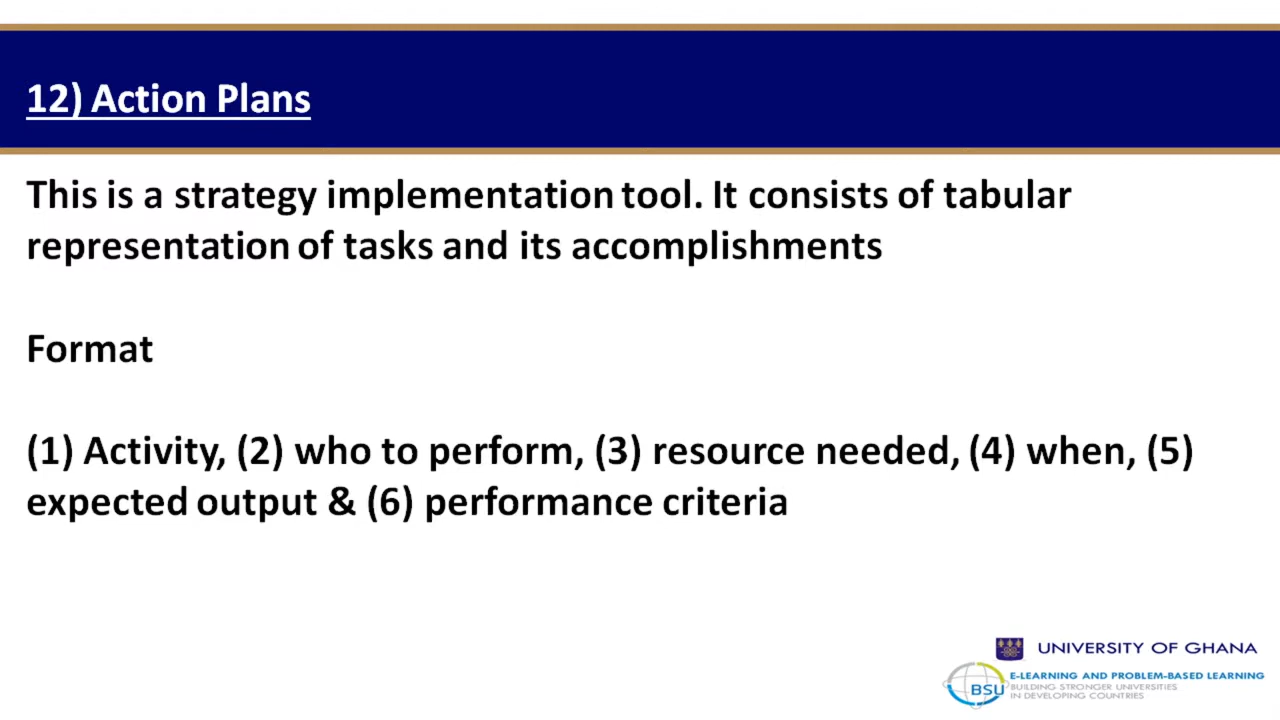 12) Action Plans
This is a strategy implementation tool. It consists of tabular
representation of tasks and its accomplishments
Format
(1) Activity, (2) who to perform, (3) resource needed, (4) when, (5)
expected output & (6) performance criteria
UNIVERSITY OF GHANA
BSU
E-LEARNING AND PROBLEM-BASED LEARNING
BUILDING STRONGER UNIVERSITIES
IN DEVELOPING COUNTRIES